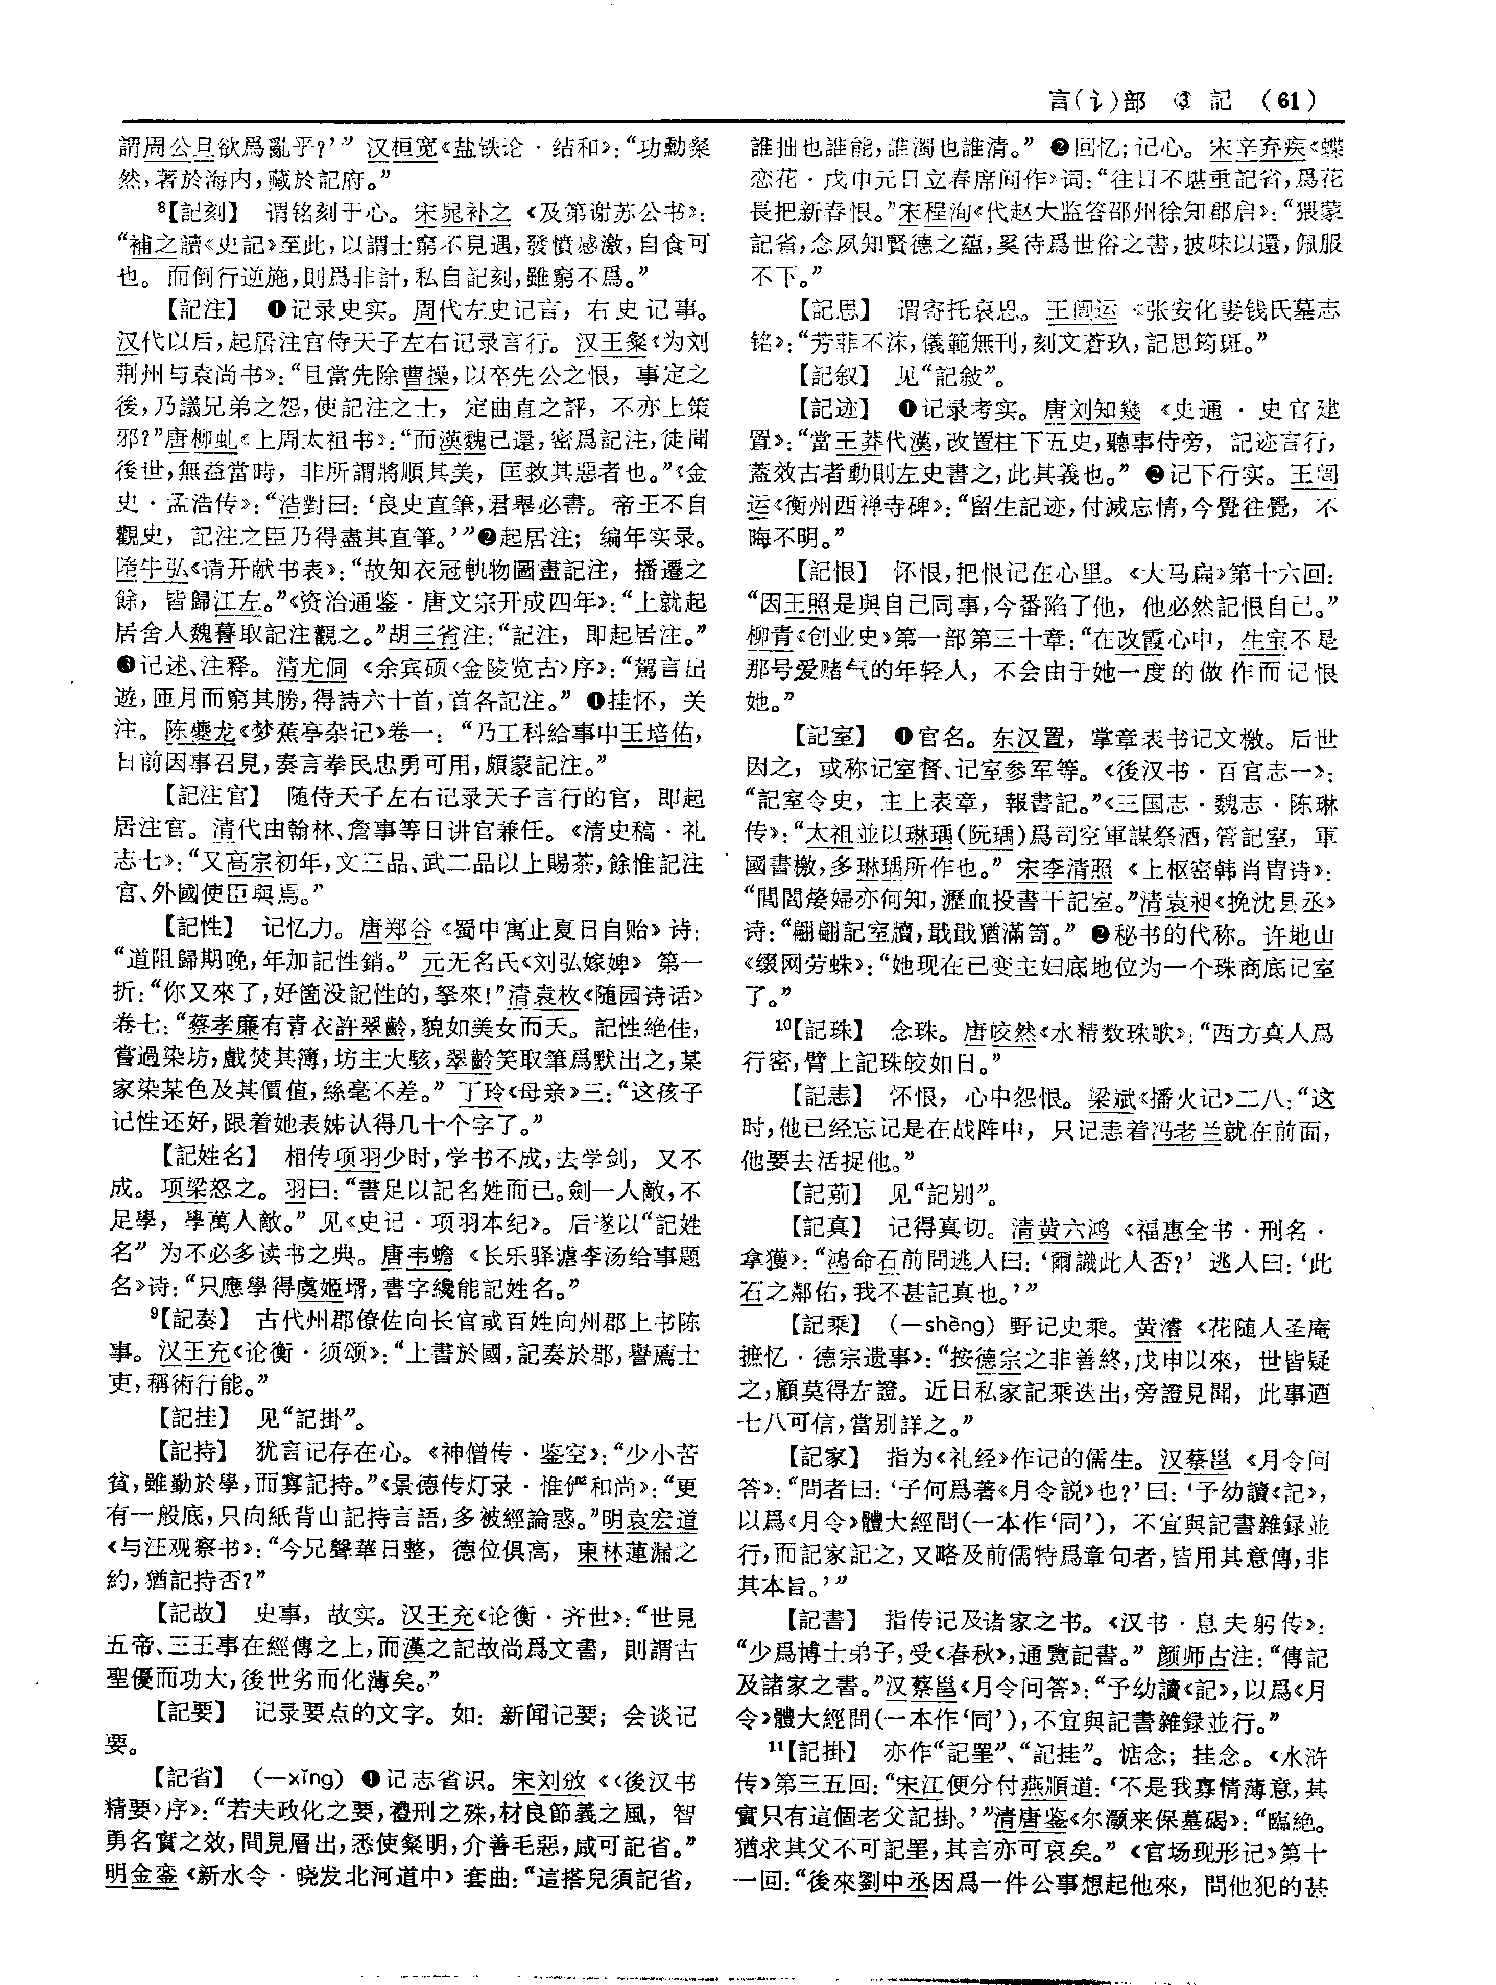 言(讠)部 ③ 記 (61)
謂周公旦欲爲亂乎?’” 汉桓宽《盐铁论·结和》:“功勳粲
然,著於海内,藏於記府。”
⁸【記刻】 谓铭刻于心。宋晁补之《及第谢苏公书》:
“補之讀《史記》至此,以謂士窮不見遇,發憤感激,自食可
也。而倒行逆施,則爲非計,私自記刻,雖窮不爲。”
【記注】 ❶记录史实。周代左史记言,右史记事。
汉代以后,起居注官侍天子左右记录言行。汉王粲《为刘
荆州与袁尚书》:“且當先除曹操,以卒先公之恨,事定之
後,乃議兄弟之怨,使記注之士,定曲直之評,不亦上策
邪?”唐柳虬《上周太祖书》:“而漢魏已還,密爲記注,徒聞
後世,無益當時,非所謂將順其美,匡救其惡者也。”《金
史·孟浩传》:“浩對曰:‘良史直筆,君舉必書。帝王不自
觀史,記注之臣乃得盡其直筆。’”❷起居注;编年实录。
隋牛弘《请开献书表》:“故知衣冠軌物圖畫記注,播遷之
餘,皆歸江左。”《资治通鉴·唐文宗开成四年》:“上就起
居舍人魏謩取記注觀之。”胡三省注:“記注,即起居注。”
❸记述、注释。清尤侗《余宾硕〈金陵览古〉序》:“駕言出
遊,匝月而窮其勝,得詩六十首,首各記注。” ❹挂怀,关
注。陈夔龙《梦蕉亭杂记》卷一:“乃工科給事中王培佑,
日前因事召見,奏言拳民忠勇可用,頗蒙記注。”
【記注官】 随侍天子左右记录天子言行的官,即起
居注官。清代由翰林、詹事等日讲官兼任。《清史稿·礼
志七》:“又高宗初年,文三品、武二品以上賜茶,餘惟記注
官、外國使臣與焉。”
【記性】 记忆力。唐郑谷《蜀中寓止夏日自贻》诗:
“道阻歸期晚,年加記性銷。”元无名氏《刘弘嫁婢》第一
折:“你又來了,好箇没記性的,拏來!”清袁枚《随园诗话》
卷七:“蔡孝廉有青衣許翠齡,貌如美女而夭。記性絶佳,
嘗過染坊,戲焚其簿,坊主大駭,翠齡笑取筆爲默出之,某
家染某色及其價值,絲毫不差。” 丁玲《母亲》三:“这孩子
记性还好,跟着她表姊认得几十个字了。”
【記姓名】 相传项羽少时,学书不成,去学剑,又不
成。项梁怒之。羽曰:“書足以記名姓而已。劍一人敵,不
足學,學萬人敵。”见《史记·项羽本纪》。后遂以“記姓
名”为不必多读书之典。唐韦蟾《长乐驿谑李汤给事题
名》诗:“只應學得虞姬壻,書字纔能記姓名。”
⁹【記奏】 古代州郡僚佐向长官或百姓向州郡上书陈
事。汉王充《论衡·须颂》:“上書於國,記奏於郡,譽薦士
吏,稱術行能。”
【記挂】 见“記掛”。
【記持】 犹言记存在心。《神僧传·鉴空》:“少小苦
貧,雖勤於學,而寡記持。”《景德传灯录·惟俨和尚》:“更
有一般底,只向紙背山記持言語,多被經論惑。”明袁宏道
《与汪观察书》:“今兄聲華日整,德位俱高,東林蓮漏之
約,猶記持否?”
【記故】 史事,故实。汉王充《论衡·齐世》:“世見
五帝、三王事在經傳之上,而漢之記故尚爲文書,則謂古
聖優而功大,後世劣而化薄矣。”
【記要】 记录要点的文字。如:新闻记要;会谈记
要。
【記省】 (—xǐng) ❶记志省识。宋刘攽《〈後汉书
精要〉序》:“若夫政化之要,禮刑之殊,材良節義之風,智
勇名實之效,間見層出,悉使粲明,介善毛惡,咸可記省。”
明金銮《新水令·晓发北河道中》套曲:“這搭兒須記省,
誰拙也誰能,誰濁也誰清。” ❷回忆;记心。宋辛弃疾《蝶
恋花·戊申元日立春席间作》词:“往日不堪重記省,爲花
長把新春恨。”宋程洵《代赵大监答邵州徐知郡启》:“猥蒙
記省,念夙知賢德之蘊,奚待爲世俗之書,披味以還,佩服
不下。”
【記思】 谓寄托哀思。王闿运《张安化妻钱氏墓志
铭》:“芳菲不沬,儀範無刊,刻文蒼玖,記思筠斑。”
【記叙】 见“記敍”。
【記迹】 ❶记录考实。唐刘知幾《史通·史官建
置》:“當王莽代漢,改置柱下五史,聽事侍旁,記迹言行,
蓋效古者動則左史書之,此其義也。” ❷记下行实。王闿
运《衡州西禅寺碑》:“留生記迹,付滅忘情,今覺往覺,不
晦不明。”
【記恨】 怀恨,把恨记在心里。《大马扁》第十六回:
“因王照是與自己同事,今番陷了他,他必然記恨自己。”
柳青《创业史》第一部第三十章:“在改霞心中,生宝不是
那号爱赌气的年轻人,不会由于她一度的做作而记恨
她。”
【記室】 ❶官名。东汉置,掌章表书记文檄。后世
因之,或称记室督、记室参军等。《後汉书·百官志一》:
“記室令史,主上表章,報書記。”《三国志·魏志·陈琳
传》:“太祖並以琳瑀(阮瑀)爲司空軍謀祭酒,管記室,軍
國書檄,多琳瑀所作也。” 宋李清照《上枢密韩肖胄诗》:
“閭閻嫠婦亦何知,瀝血投書干記室。”清袁昶《挽沈县丞》
诗:“翩翩記室牘,戢戢猶滿笥。” ❷秘书的代称。许地山
《缀网劳蛛》:“她现在已变主妇底地位为一个珠商底记室
了。”
¹⁰【記珠】 念珠。唐皎然《水精数珠歌》:“西方真人爲
行密,臂上記珠皎如日。”
【記恚】 怀恨,心中怨恨。梁斌《播火记》二八:“这
时,他已经忘记是在战阵中,只记恚着冯老兰就在前面,
他要去活捉他。”
【記莂】 见“記别”。
【記真】 记得真切。清黄六鸿《福惠全书·刑名·
拿獲》:“鴻命石前問逃人曰:‘爾識此人否?’ 逃人曰:‘此
石之鄰佑,我不甚記真也。’”
【記乘】 (—shèng) 野记史乘。黄濬《花随人圣庵
摭忆·德宗遗事》:“按德宗之非善終,戊申以來,世皆疑
之,顧莫得左證。近日私家記乘迭出,旁證見聞,此事迺
七八可信,當别詳之。”
【記家】 指为《礼经》作记的儒生。汉蔡邕《月令问
答》:“問者曰:‘子何爲著《月令説》也?’曰:‘予幼讀《記》,
以爲《月令》體大經問(一本作‘同’),不宜與記書雜録並
行,而記家記之,又略及前儒特爲章句者,皆用其意傳,非
其本旨。’”
【記書】 指传记及诸家之书。《汉书·息夫躬传》:
“少爲博士弟子,受《春秋》,通覽記書。” 颜师古注:“傳記
及諸家之書。”汉蔡邕《月令问答》:“予幼讀《記》,以爲《月
令》體大經問(一本作‘同’),不宜與記書雜録並行。”
¹¹【記掛】 亦作“記罣”、“記挂”。惦念;挂念。《水浒
传》第三五回:“宋江便分付燕順道:‘不是我寡情薄意,其
實只有這個老父記掛。’”清唐鉴《尔灏来保墓碣》:“臨絶。
猶求其父不可記罣,其言亦可哀矣。”《官场现形记》第十
一回:“後來劉中丞因爲一件公事想起他來,問他犯的甚